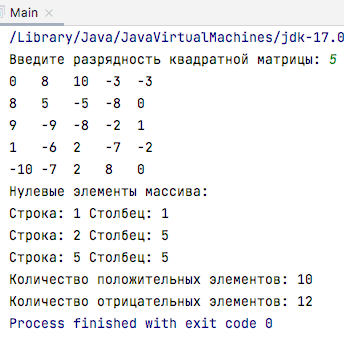 Main ×
/Library/Java/JavaVirtualMachines/jdk-17.0
Введите разрядность квадратной матрицы: 5
0 8 10 -3 -3
8 5 -5 -8 0
9 -9 -8 -2 1
1 -6 2 -7 -2
-10 -7 2 8 0
Нулевые элементы массива:
Строка: 1 Столбец: 1
Строка: 2 Столбец: 5
Строка: 5 Столбец: 5
Количество положительных элементов: 10
Количество отрицательных элементов: 12
Process finished with exit code 0